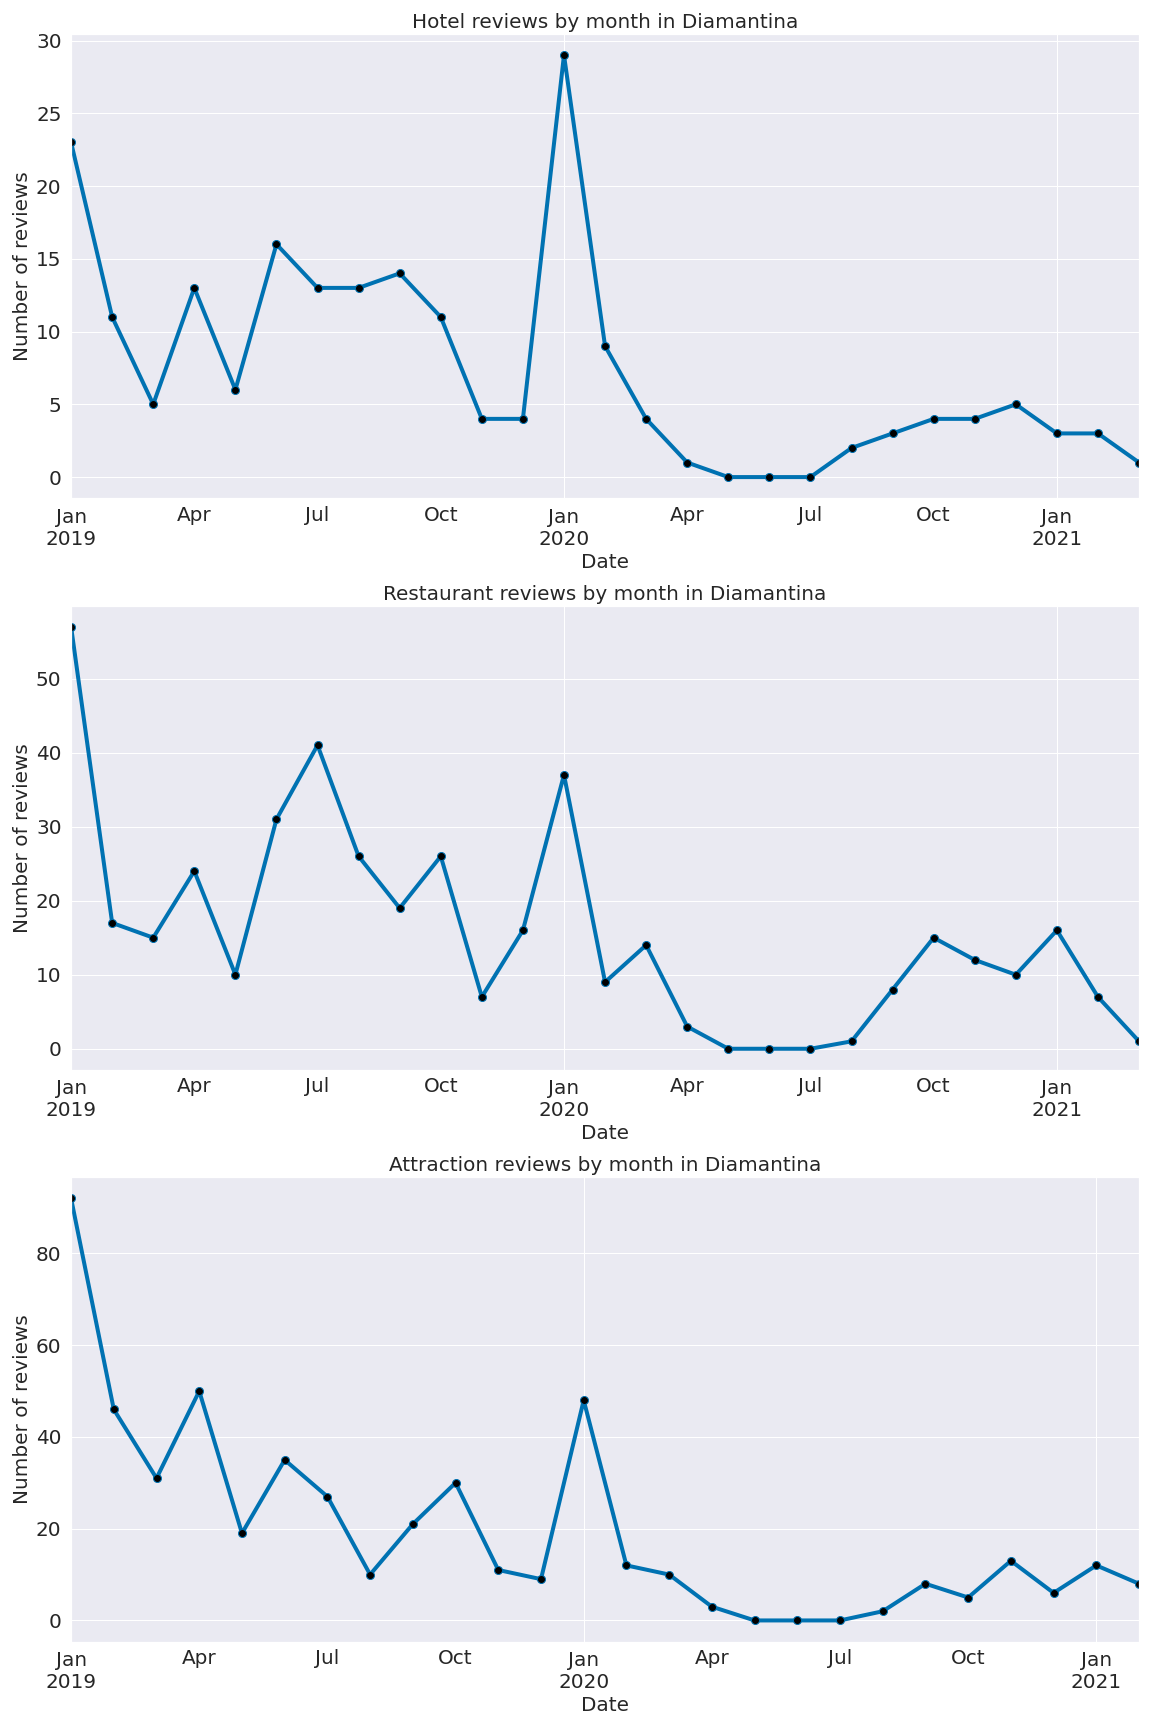 Hotel reviews by month in Diamantina
30
25
20
15
10
5
0
Number of reviews
Jan Apr Jul Oct Jan Apr Jul Oct Jan
2019 2020 2021
Date
Restaurant reviews by month in Diamantina
50
40
30
20
10
0
Number of reviews
Jan Apr Jul Oct Jan Apr Jul Oct Jan
2019 2020 2021
Date
Attraction reviews by month in Diamantina
80
60
40
20
0
Number of reviews
Jan Apr Jul Oct Jan Apr Jul Oct Jan
2019 2020 2021
Date